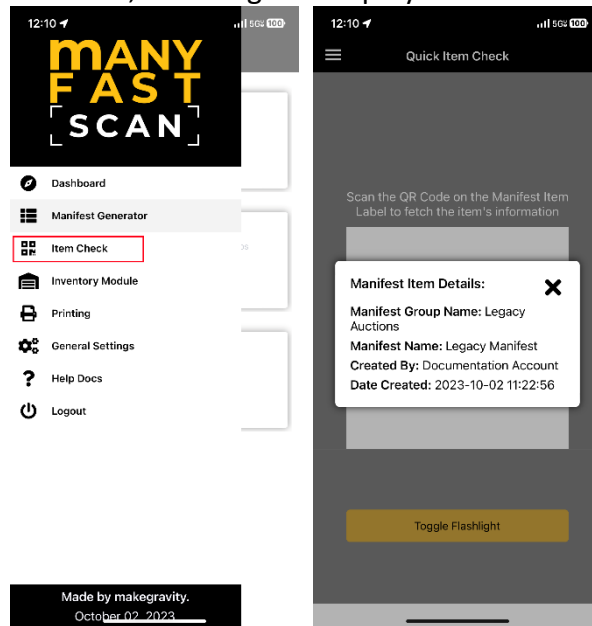 12:10
100
MANY
FAST
SCAN
Dashboard
Manifest Generator
Item Check
Inventory Module
Printing
General Settings
Help Docs
Logout
Made by makegravity.
October 02, 2023
12:10
100
Quick Item Check
Scan the QR Code on the Manifest Item
Label to fetch the item's information
Manifest Item Details:
Manifest Group Name: Legacy
Auctions
Manifest Name: Legacy Manifest
Created By: Documentation Account
Date Created: 2023-10-02 11:22:56
Toggle Flashlight